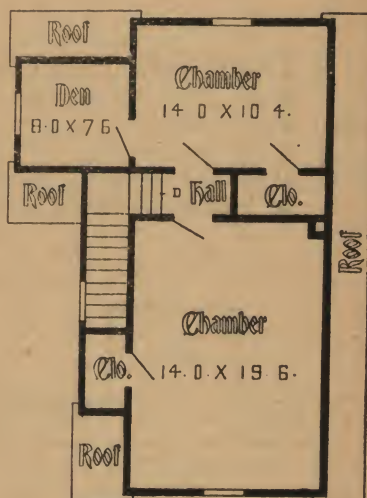 Roof
Chamber
14 0 X 10 4.
Den
8.0 X 7 6
Roof
D Hall
Clo.
Roof
Chamber
14. 0. X 19 6.
Clo.
Roof